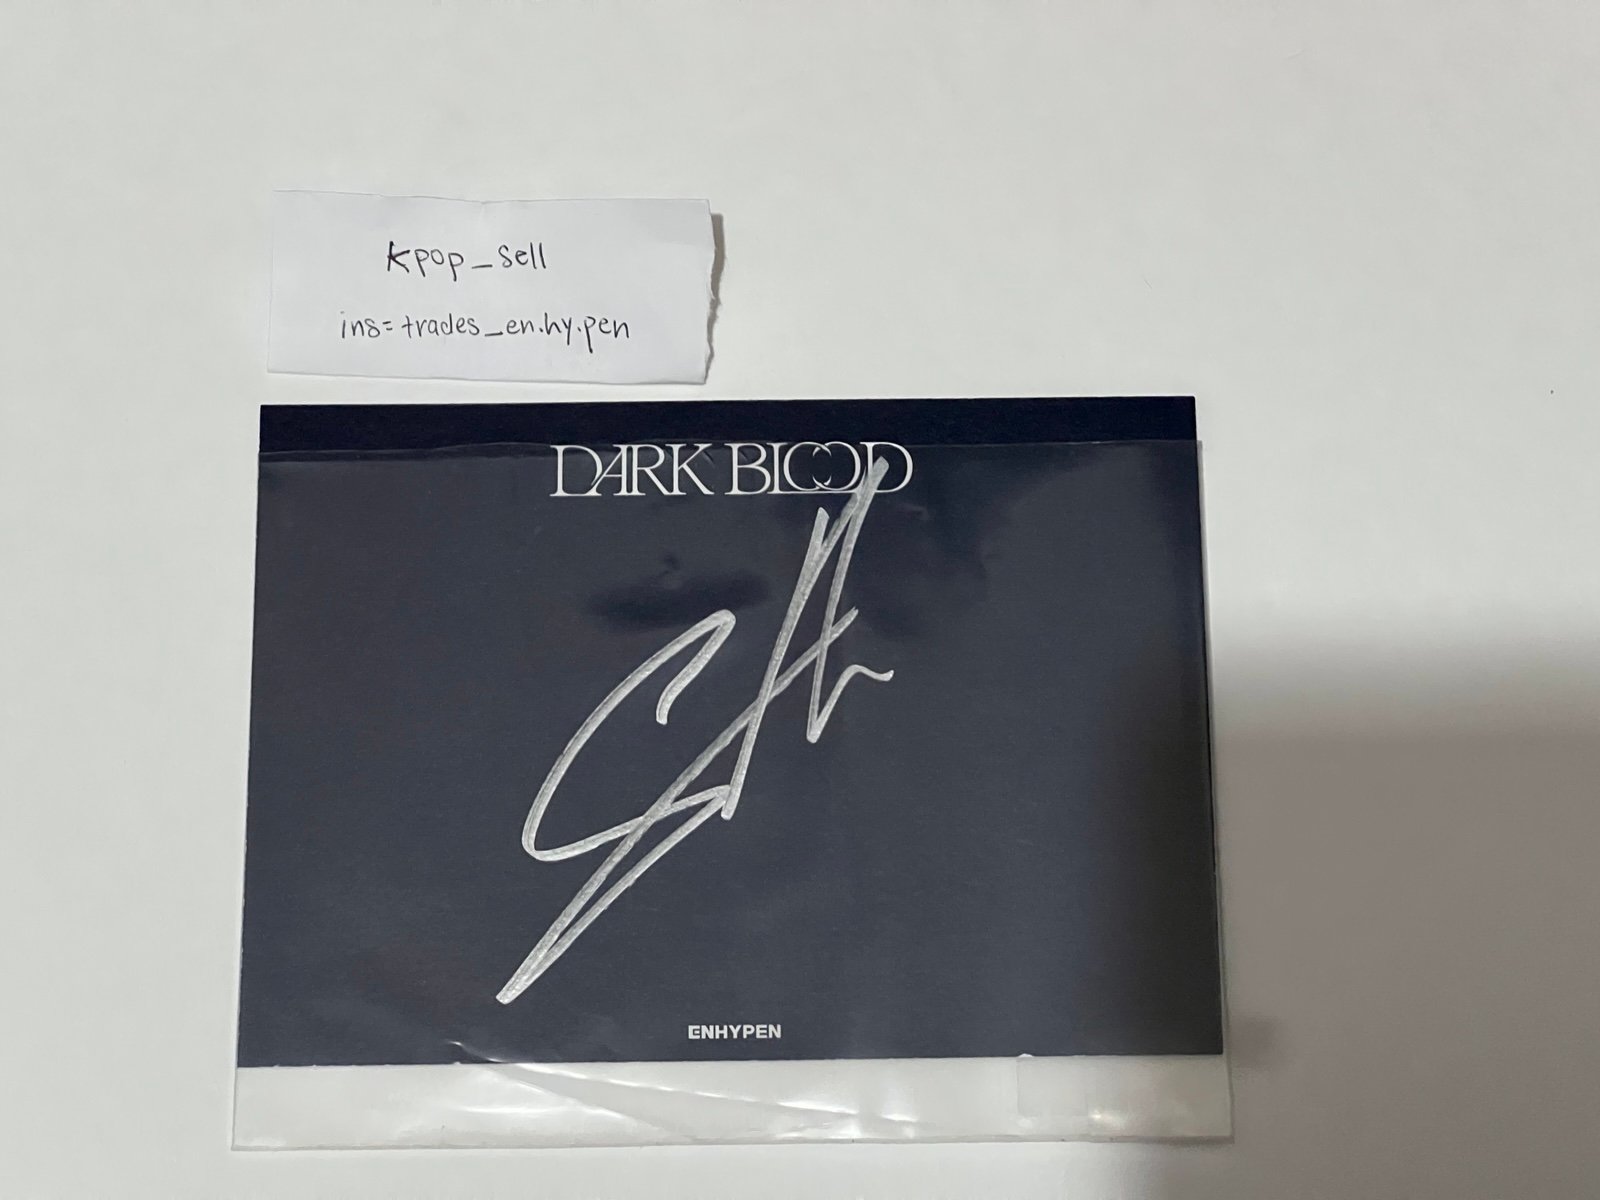 kpop_sell
ins=trades_en.hy.pen
DARK BLOOD
ENHYPEN